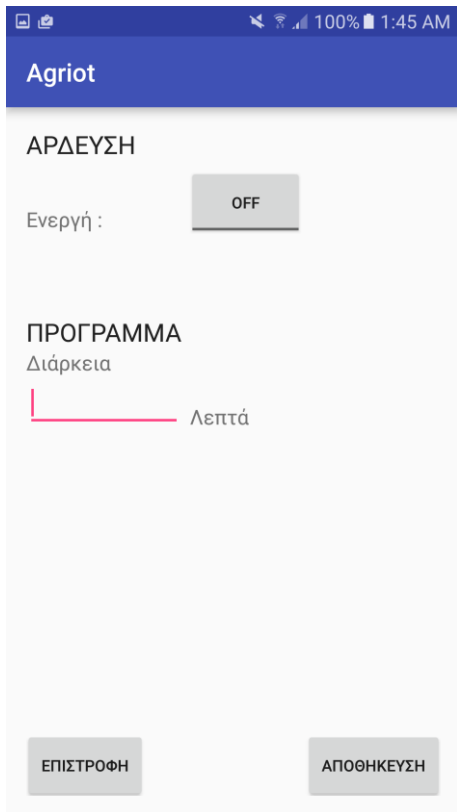 100% 1:45 AM
Agriot
ΑΡΔΕΥΣΗ
Ενεργή : OFF
ΠΡΟΓΡΑΜΜΑ
Διάρκεια
Λεπτά
ΕΠΙΣΤΡΟΦΗ ΑΠΟΘΗΚΕΥΣΗ